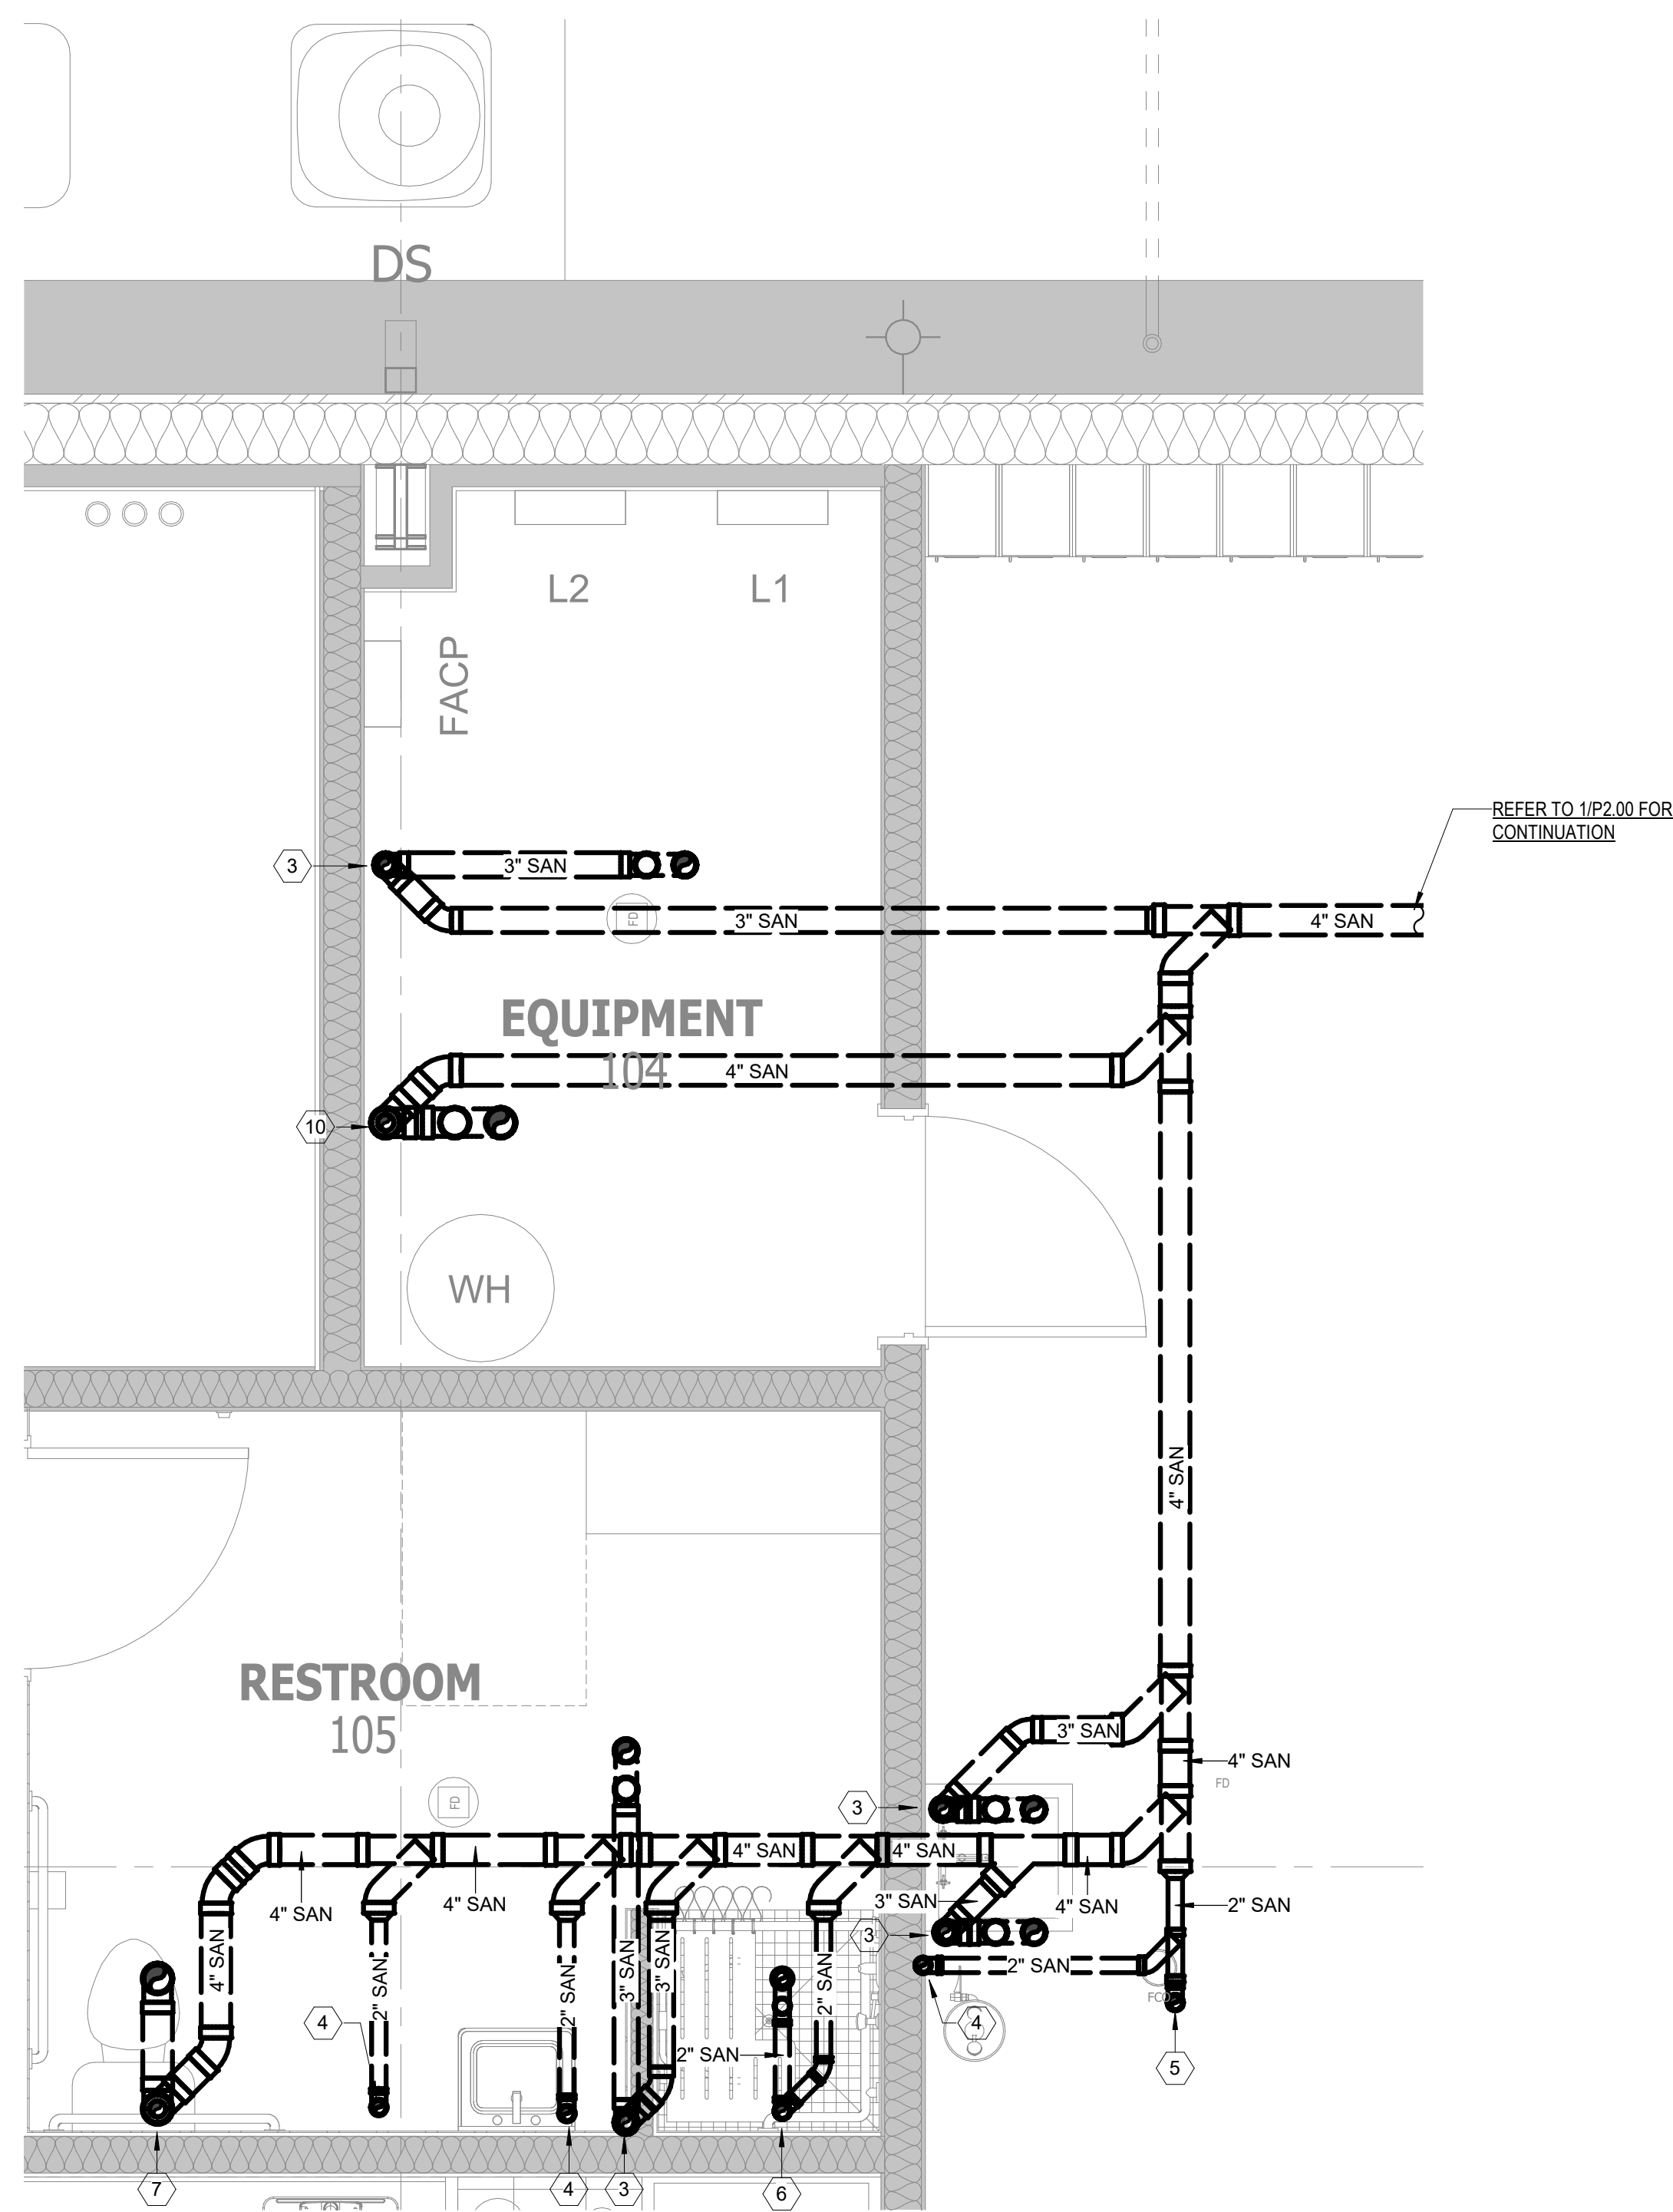 DS
L2
L1
FACP
REFER TO 1/P2.00 FOR
CONTINUATION
3
3" SAN
FD
3" SAN
4" SAN
EQUIPMENT
104
4" SAN
10
WH
4" SAN
RESTROOM
105
3" SAN
4" SAN
FD
FD
3
4" SAN
4" SAN
4" SAN
4" SAN
3" SAN
4" SAN
2" SAN
4" SAN
3
2" SAN
4
2" SAN
2" SAN
3" SAN
3" SAN
2" SAN
2" SAN
FCO
4
5
7
4
3
6